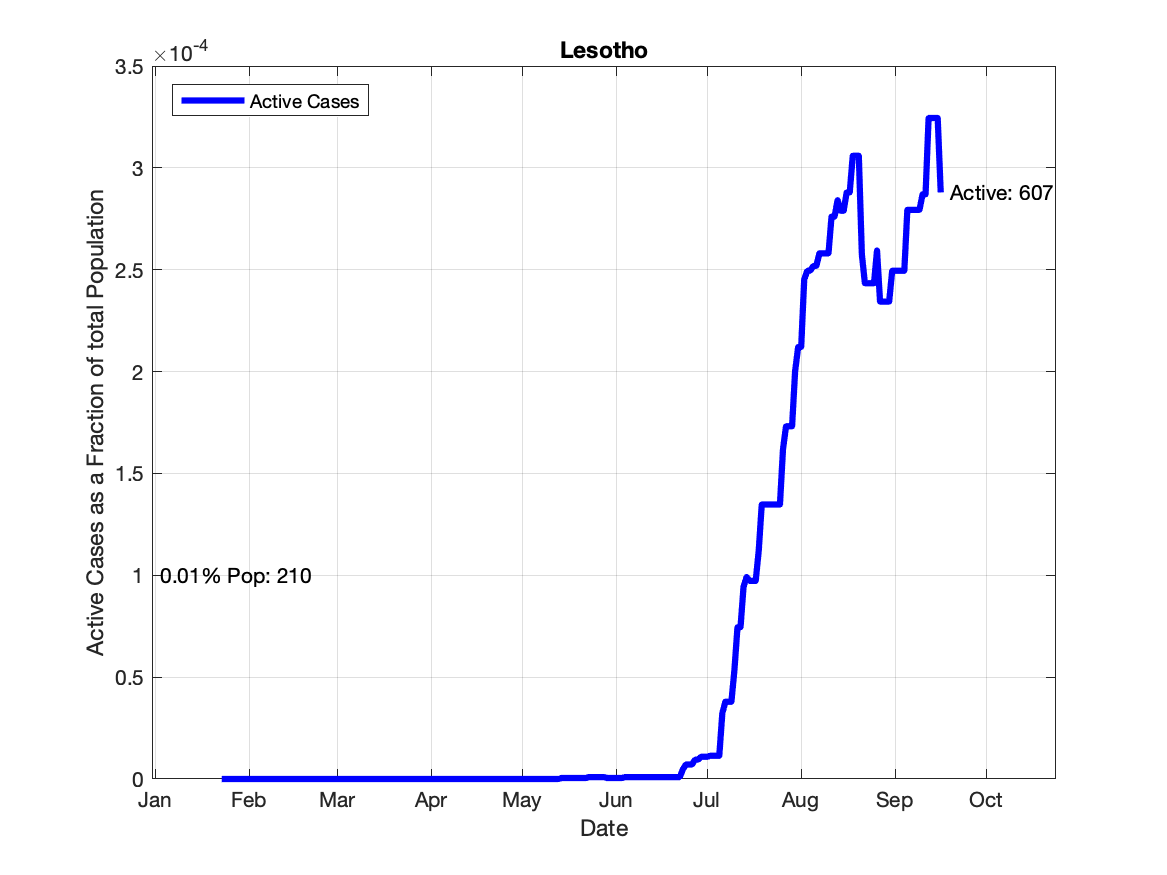 Lesotho
×10-4
3.5
3
2.5
2
1.5
1
0.5
0
Active Cases
Active: 607
0.01% Pop: 210
Active Cases as a Fraction of total Population
Jan Feb Mar Apr May Jun Jul Aug Sep Oct
Date